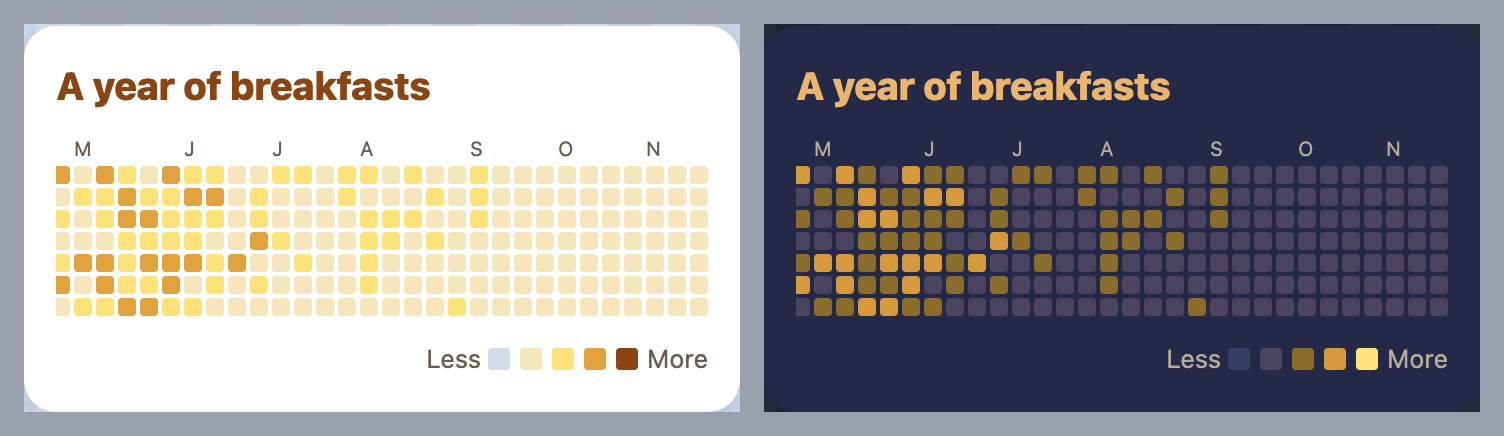 A year of breakfasts
M J J A S O N
Less More
A year of breakfasts
M J J A S O N
Less More